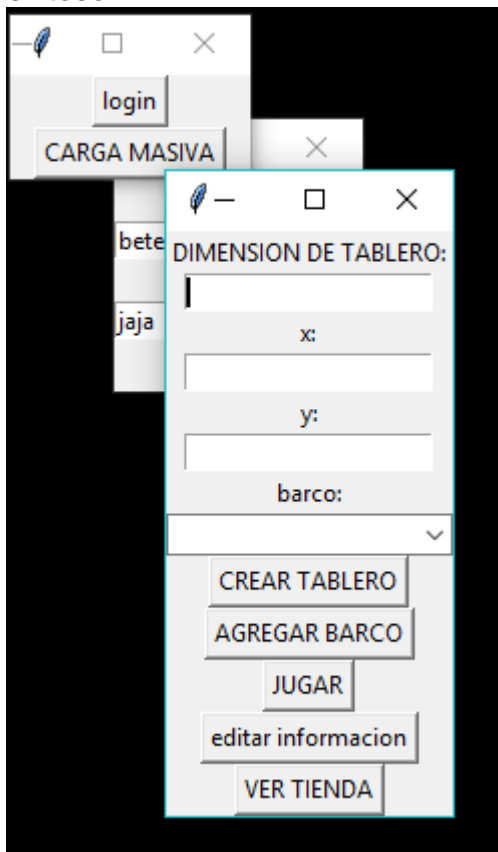 login
CARGA MASIVA
bete
jaja
DIMENSION DE TABLERO:
x:
y:
barco:
CREAR TABLERO
AGREGAR BARCO
JUGAR
editar informacion
VER TIENDA